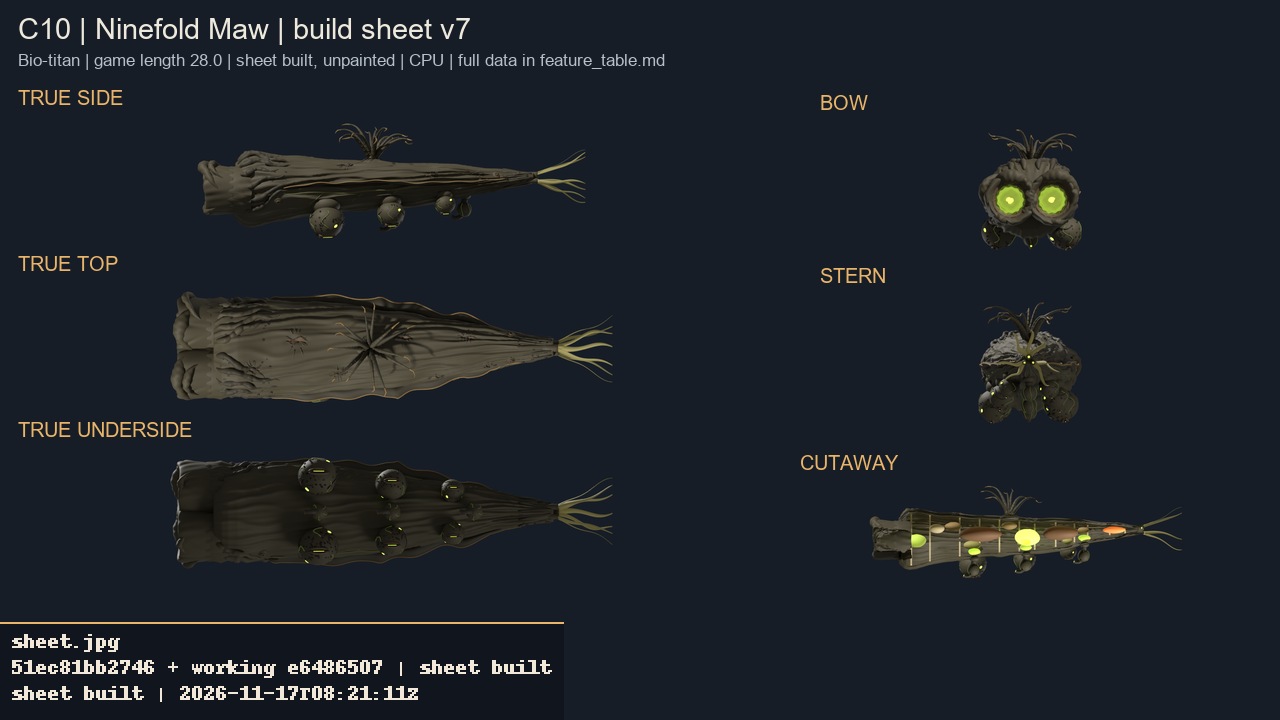 C10 | Ninefold Maw | build sheet v7
Bio-titan | game length 28.0 | sheet built, unpainted | CPU | full data in feature_table.md
TRUE SIDE
BOW
TRUE TOP
STERN
TRUE UNDERSIDE
CUTAWAY
sheet.jpg
51ec81bb2746 + working e6486507 | sheet built
sheet built | 2026-11-17T08:21:11Z